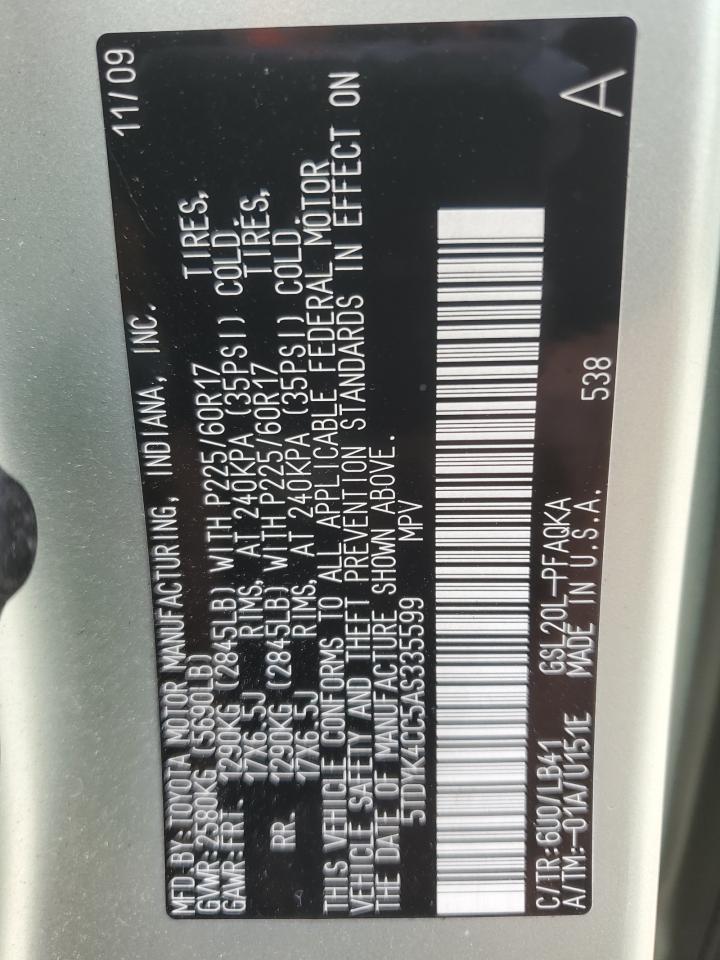 MFD.BY:TOYOTA MOTOR MANUFACTURING, INDIANA, INC. 11/09
GVWR:2580KG (5690LB)
GAWR:FRT. 1290KG (2845LB) WITH P225/60R17 TIRES,
17X6.5J RIMS, AT 240KPA (35PSI) COLD.
RR. 1290KG (2845LB) WITH P225/60R17 TIRES,
17X6.5J RIMS, AT 240KPA (35PSI) COLD.
THIS VEHICLE CONFORMS TO ALL APPLICABLE FEDERAL MOTOR
VEHICLE SAFETY AND THEFT PREVENTION STANDARDS IN EFFECT ON
THE DATE OF MANUFACTURE SHOWN ABOVE.
5TDYK4CC5AS335599 MPV
C/TR:6U0/LB41 GSL20L-PFAQKA
A/TM:-01A/U151E MADE IN U.S.A. 538 A